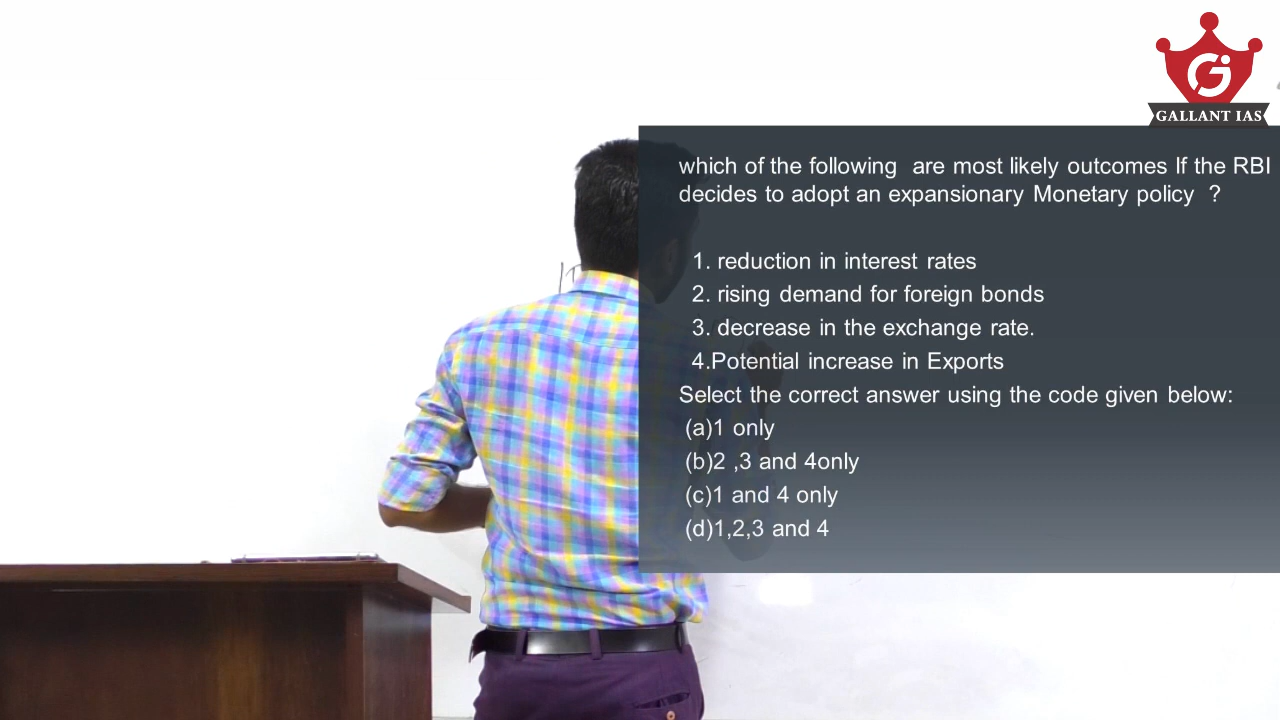 GALLANT IAS
which of the following are most likely outcomes If the RBI
decides to adopt an expansionary Monetary policy ?
1. reduction in interest rates
2. rising demand for foreign bonds
3. decrease in the exchange rate.
4.Potential increase in Exports
Select the correct answer using the code given below:
(a)1 only
(b)2 ,3 and 4only
(c)1 and 4 only
(d)1,2,3 and 4